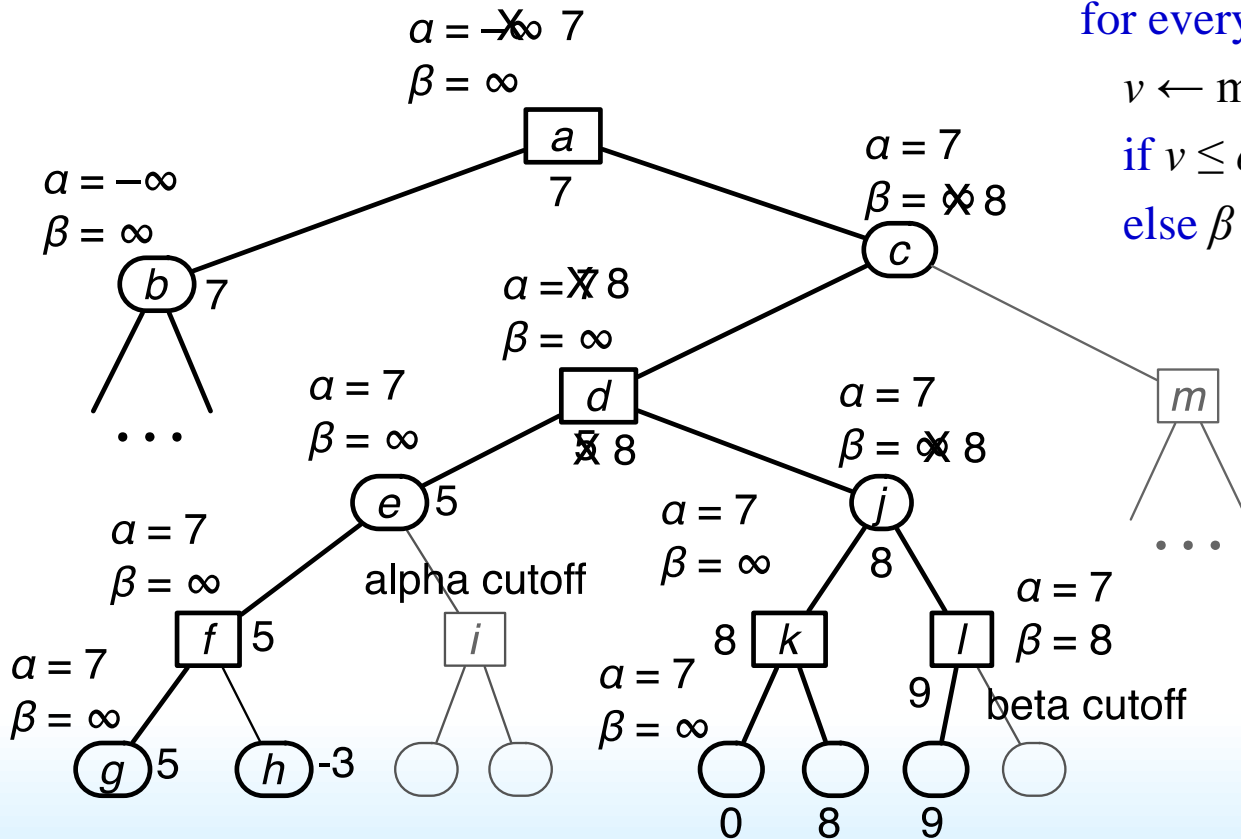 α = –∞ 7
β = ∞
for every
v ← m
if v ≤
else β
a
7
α = 7
β = ∞ 8
c
α = –∞
β = ∞
b
7
. . .
α = 7 8
β = ∞
d
5 8
m
. . .
α = 7
β = ∞
e
5
α = 7
β = ∞ 8
j
8
α = 7
β = ∞
f
5
alpha cutoff
i
α = 7
β = ∞
8
k
l
α = 7
β = 8
9
beta cutoff
α = 7
β = ∞
g
5
h
-3
α = 7
β = ∞
0
8
9